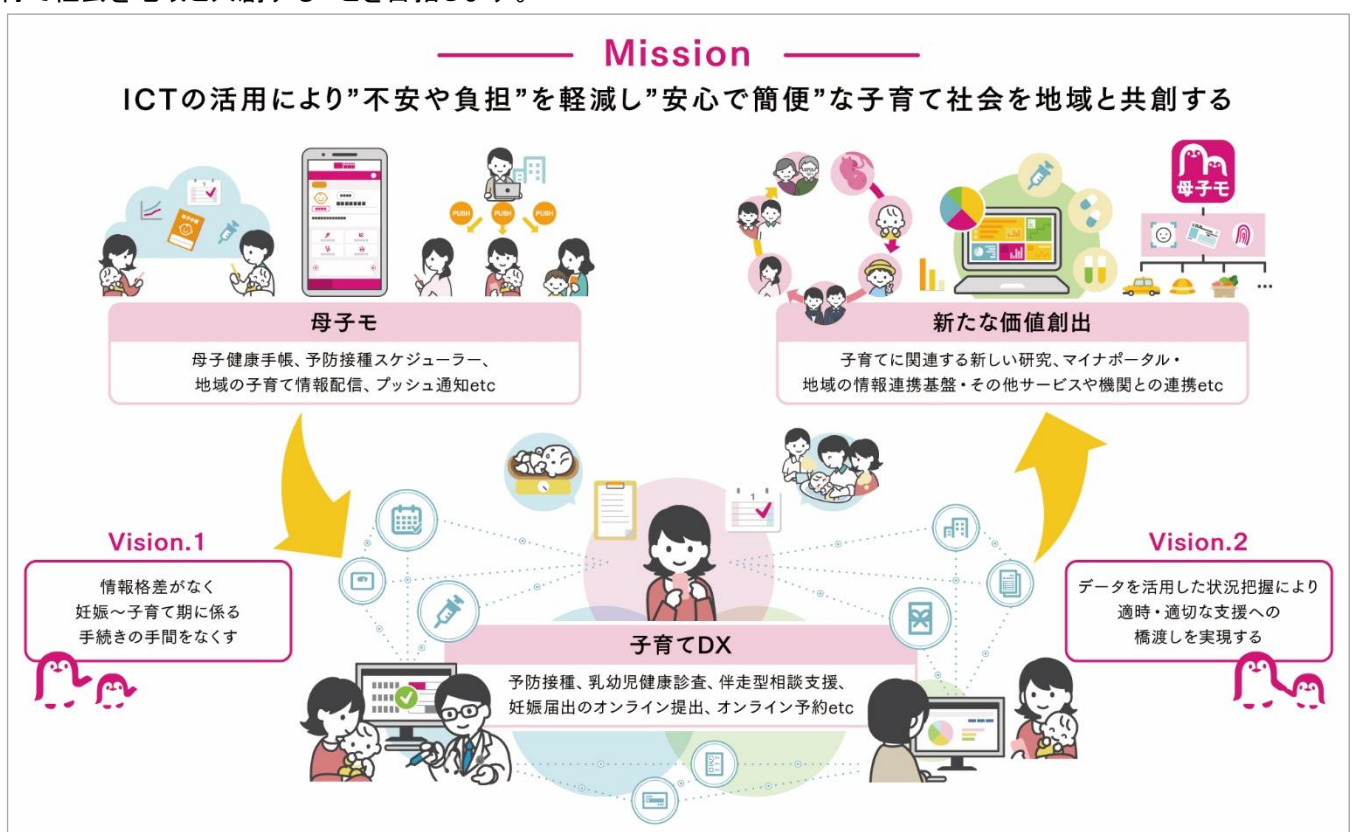 Mission
ICTの活用により”不安や負担”を軽減し”安心で簡便”な子育て社会を地域と共創する
母子手帳
PUSH PUSH PUSH
母子モ
母子モ
母子健康手帳、予防接種スケジューラー、
地域の子育て情報配信、プッシュ通知etc
新たな価値創出
子育てに関連する新しい研究、マイナポータル・
地域の情報連携基盤・その他サービスや機関との連携etc
Vision.1
情報格差がなく
妊娠～子育て期に係る
手続きの手間をなくす
1
Vision.2
データを活用した状況把握により
適時・適切な支援への
橋渡しを実現する
子育てDX
予防接種、乳幼児健康診査、伴走型相談支援、
妊娠届出のオンライン提出、オンライン予約etc